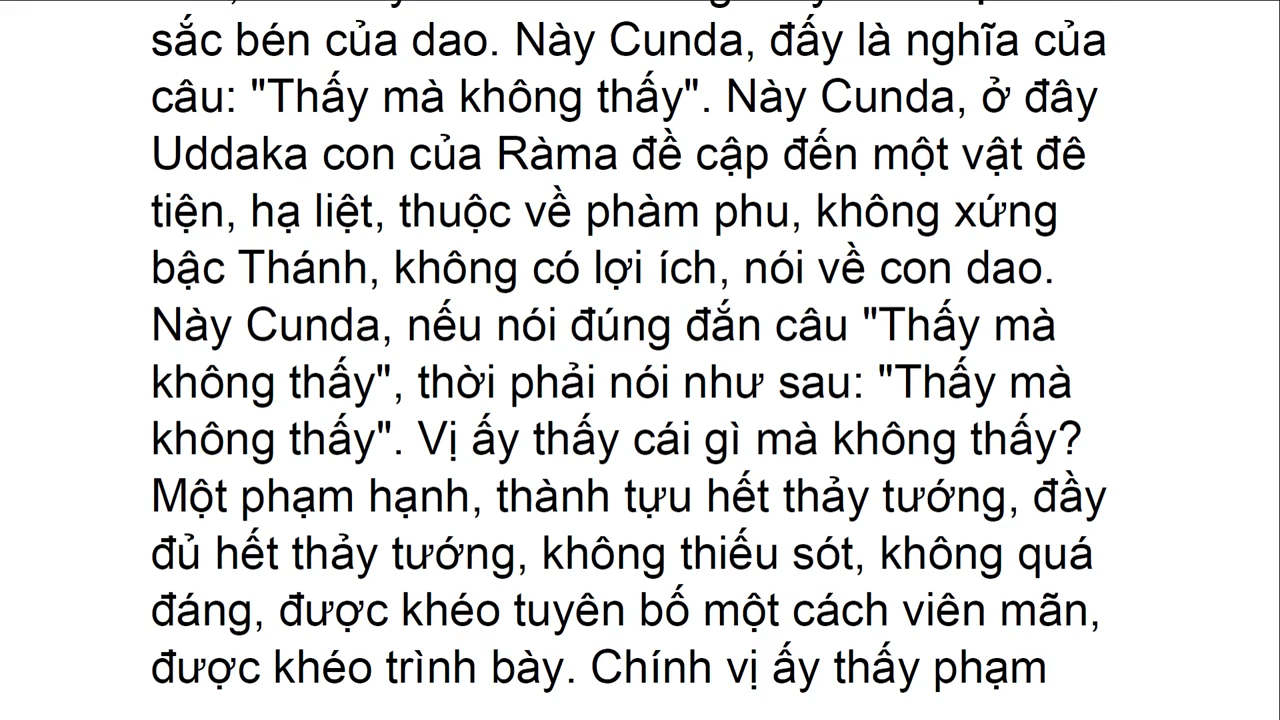 sắc bén của dao. Này Cunda, đấy là nghĩa của
câu: "Thấy mà không thấy". Này Cunda, ở đây
Uddaka con của Ràma đề cập đến một vật đê
tiện, hạ liệt, thuộc về phàm phu, không xứng
bậc Thánh, không có lợi ích, nói về con dao.
Này Cunda, nếu nói đúng đắn câu "Thấy mà
không thấy", thời phải nói như sau: "Thấy mà
không thấy". Vị ấy thấy cái gì mà không thấy?
Một phạm hạnh, thành tựu hết thảy tướng, đầy
đủ hết thảy tướng, không thiếu sót, không quá
đáng, được khéo tuyên bố một cách viên mãn,
được khéo trình bày. Chính vị ấy thấy phạm